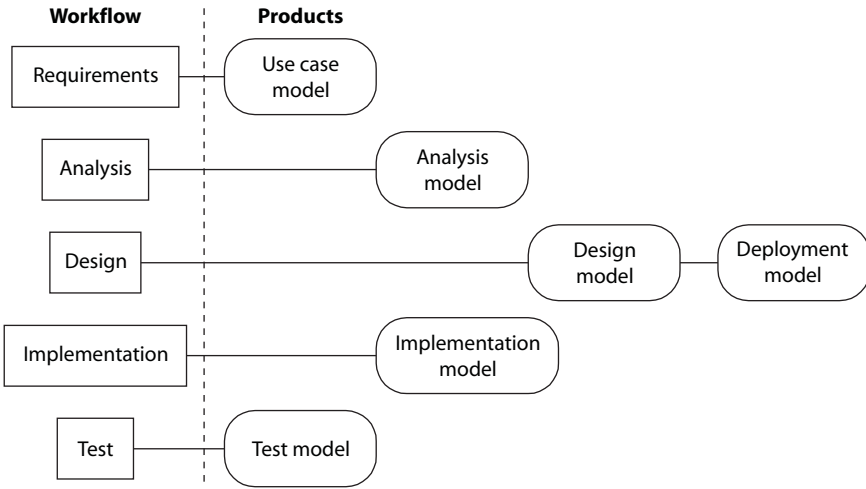 Workflow
Products
Requirements
Use case
model
Analysis
Analysis
model
Design
Design
model
Deployment
model
Implementation
Implementation
model
Test
Test model